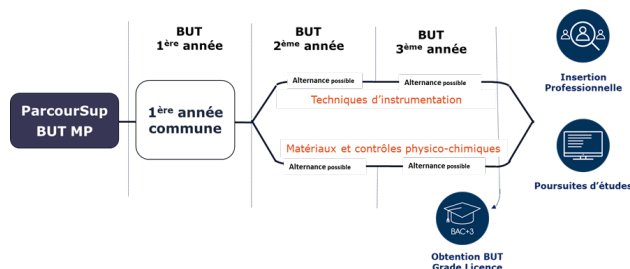 BUT
1ère année
BUT
2ème année
BUT
3ème année
ParcourSup
BUT MP
1ère année
commune
Alternance possible
Alternance possible
Techniques d'instrumentation
Matériaux et contrôles physico-chimiques
Alternance possible
Alternance possible
Insertion
Professionnelle
Poursuites d'études
BAC+3
Obtention BUT
Grade Licence